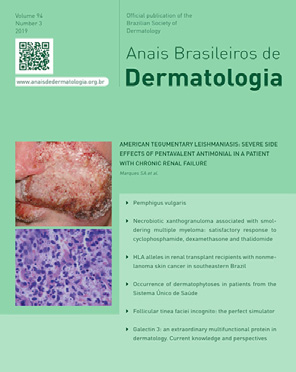 Volume 94
Number 3
2019
Official publication of the
Brazilian Society of
Dermatology
www.anaisdedermatologia.org.br
Anais Brasileiros de
Dermatologia
AMERICAN TEGUMENTARY LEISHMANIASIS: SEVERE SIDE
EFFECTS OF PENTAVALENT ANTIMONIAL IN A PATIENT
WITH CHRONIC RENAL FAILURE
Marques SA et al.
Pemphigus vulgaris
Necrobiotic xanthogranuloma associated with smol-
dering multiple myeloma: satisfactory response to
cyclophosphamide, dexamethasone and thalidomide
HLA alleles in renal transplant recipients with nonme-
lanoma skin cancer in southeastern Brazil
Occurrence of dermatophytoses in patients from the
Sistema Único de Saúde
Follicular tinea faciei incognito: the perfect simulator
Galectin 3: an extraordinary multifunctional protein in
dermatology. Current knowledge and perspectives